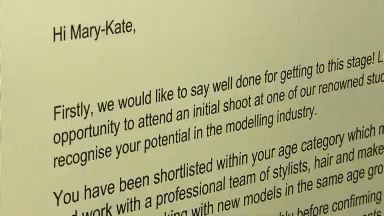 Hi Mary-Kate,
Firstly, we would like to say well done for getting to this stage!
opportunity to attend an initial shoot at one of our renowned
recognise your potential in the modelling industry.
You have been shortlisted within your age category which
work with a professional team of stylists, hair and make
with new models in the same age
before confirming